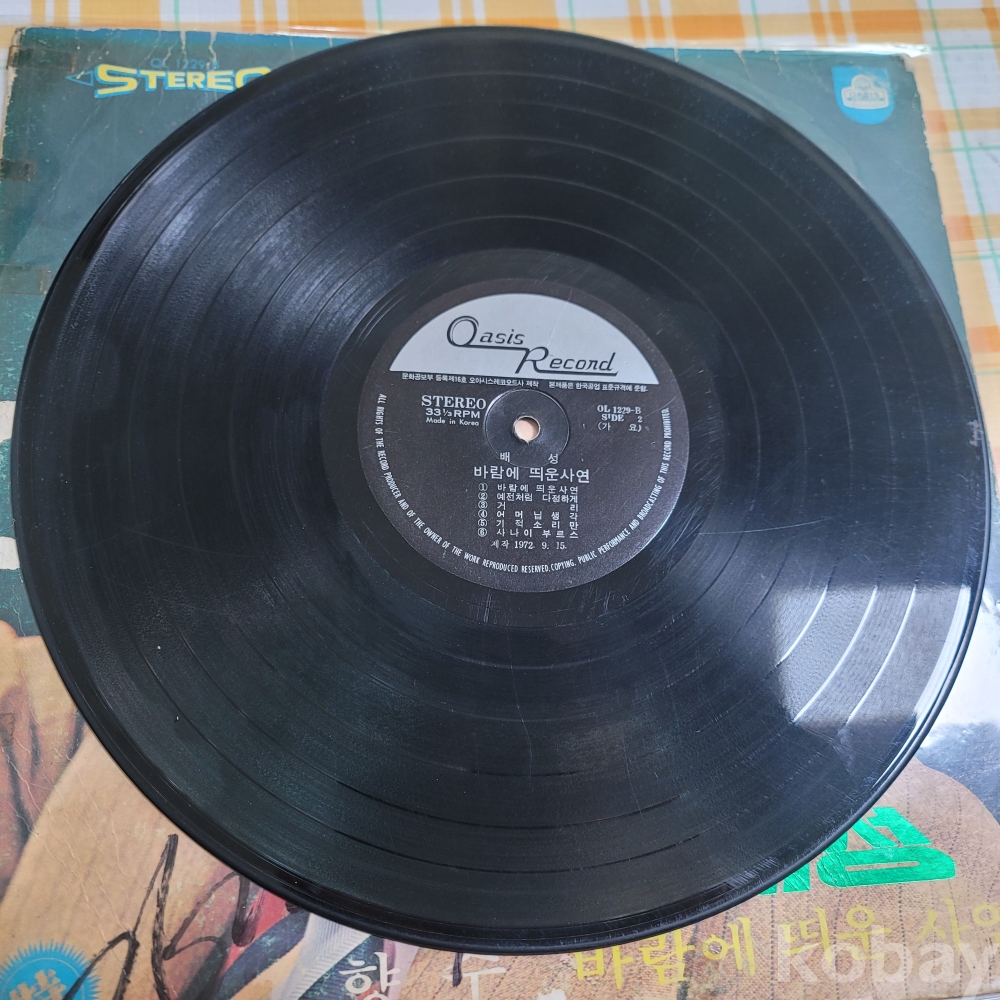 OL 1229
STEREO
Oasis
Record
문화공보부 등록제16호 오아시스레코오드사 제작 본제품은 한국공업 표준규격에 준함.
STEREO
33⅓RPM
Made in Korea
OL 1229-B
SIDE 2
(가 요)
배 성
바람에 띄운사연
① 바람에 띄운사연
② 예전처럼 다정하게
③ 거리
④ 어머님생각
⑤ 기적소리만
⑥ 사나이부르스
제작 1972. 9. 15.
ALL RIGHTS OF THE RECORD PRODUCER AND OF THE OWNER OF THE WORK REPRODUCED RESERVED. COPYING. PUBLIC PERFORMANCE AND BROADCASTING OF THIS RECORD PROHIBITED.
바람에 띄운 사
향수
kobay